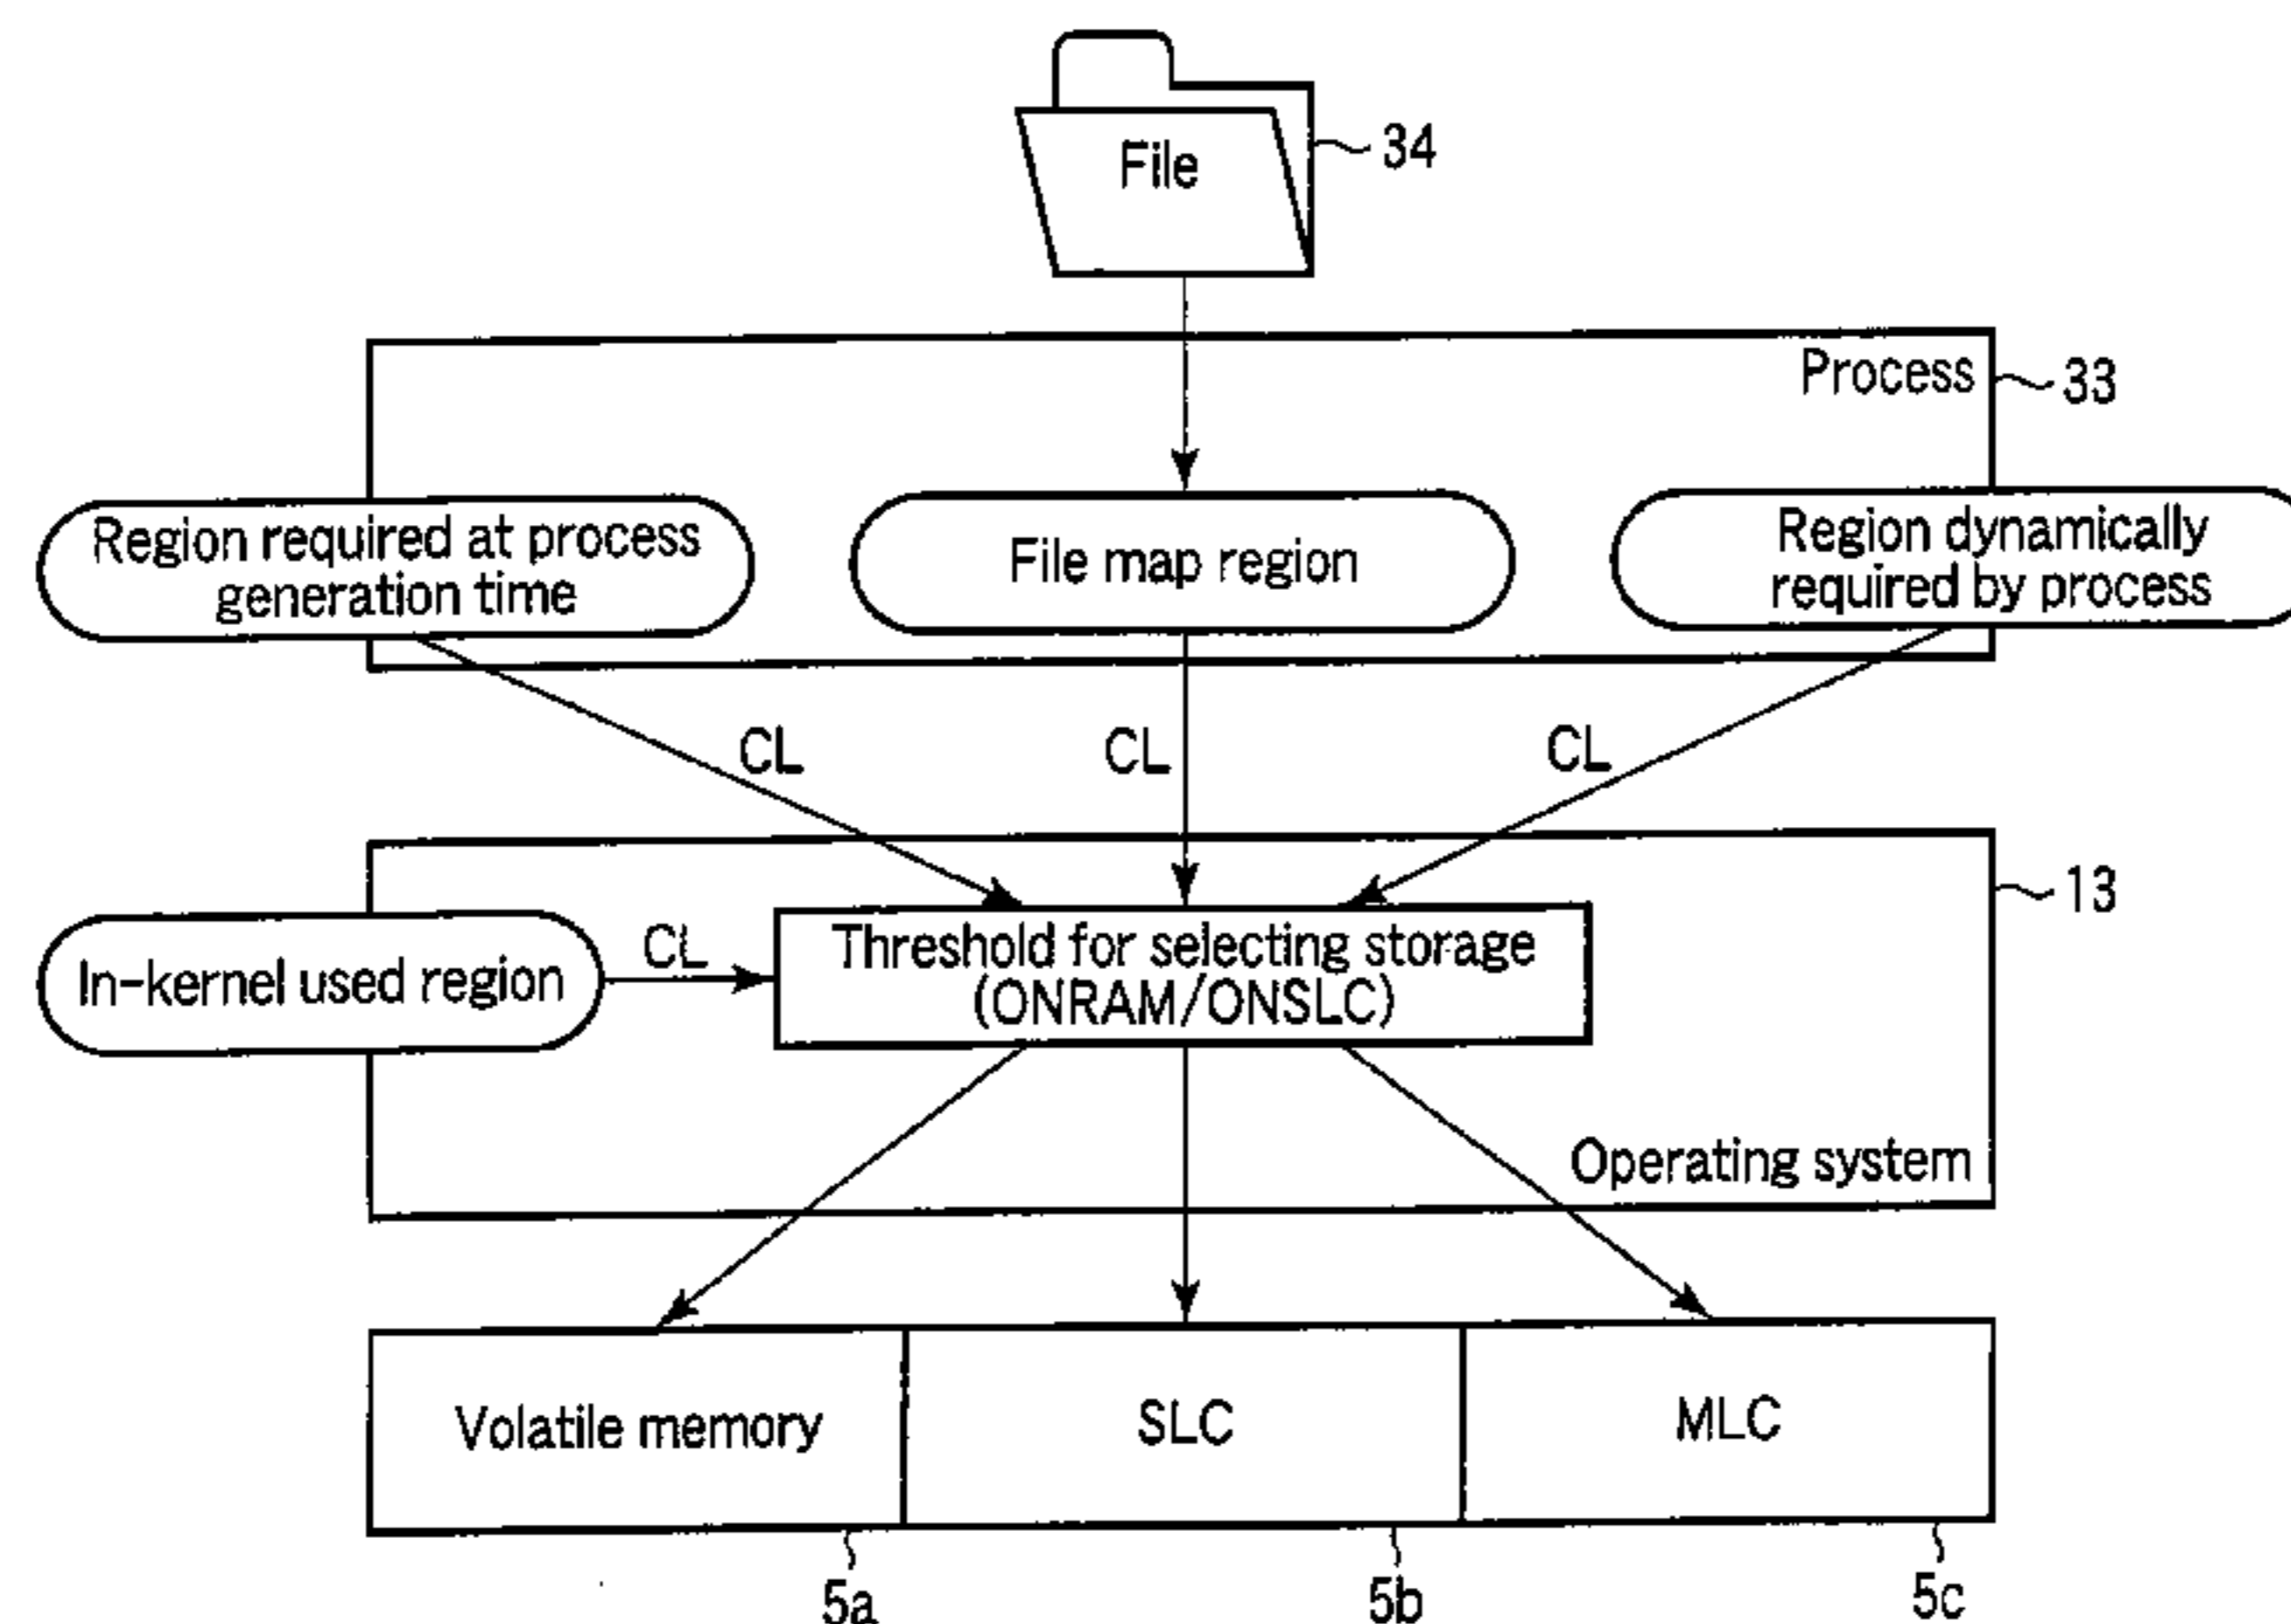 File
34
Process
33
Region required at process
generation time
File map region
Region dynamically
required by process
CL
CL
CL
13
In-kernel used region
CL
Threshold for selecting storage
(ONRAM/ONSLC)
Operating system
Volatile memory
SLC
MLC
5a
5b
5c